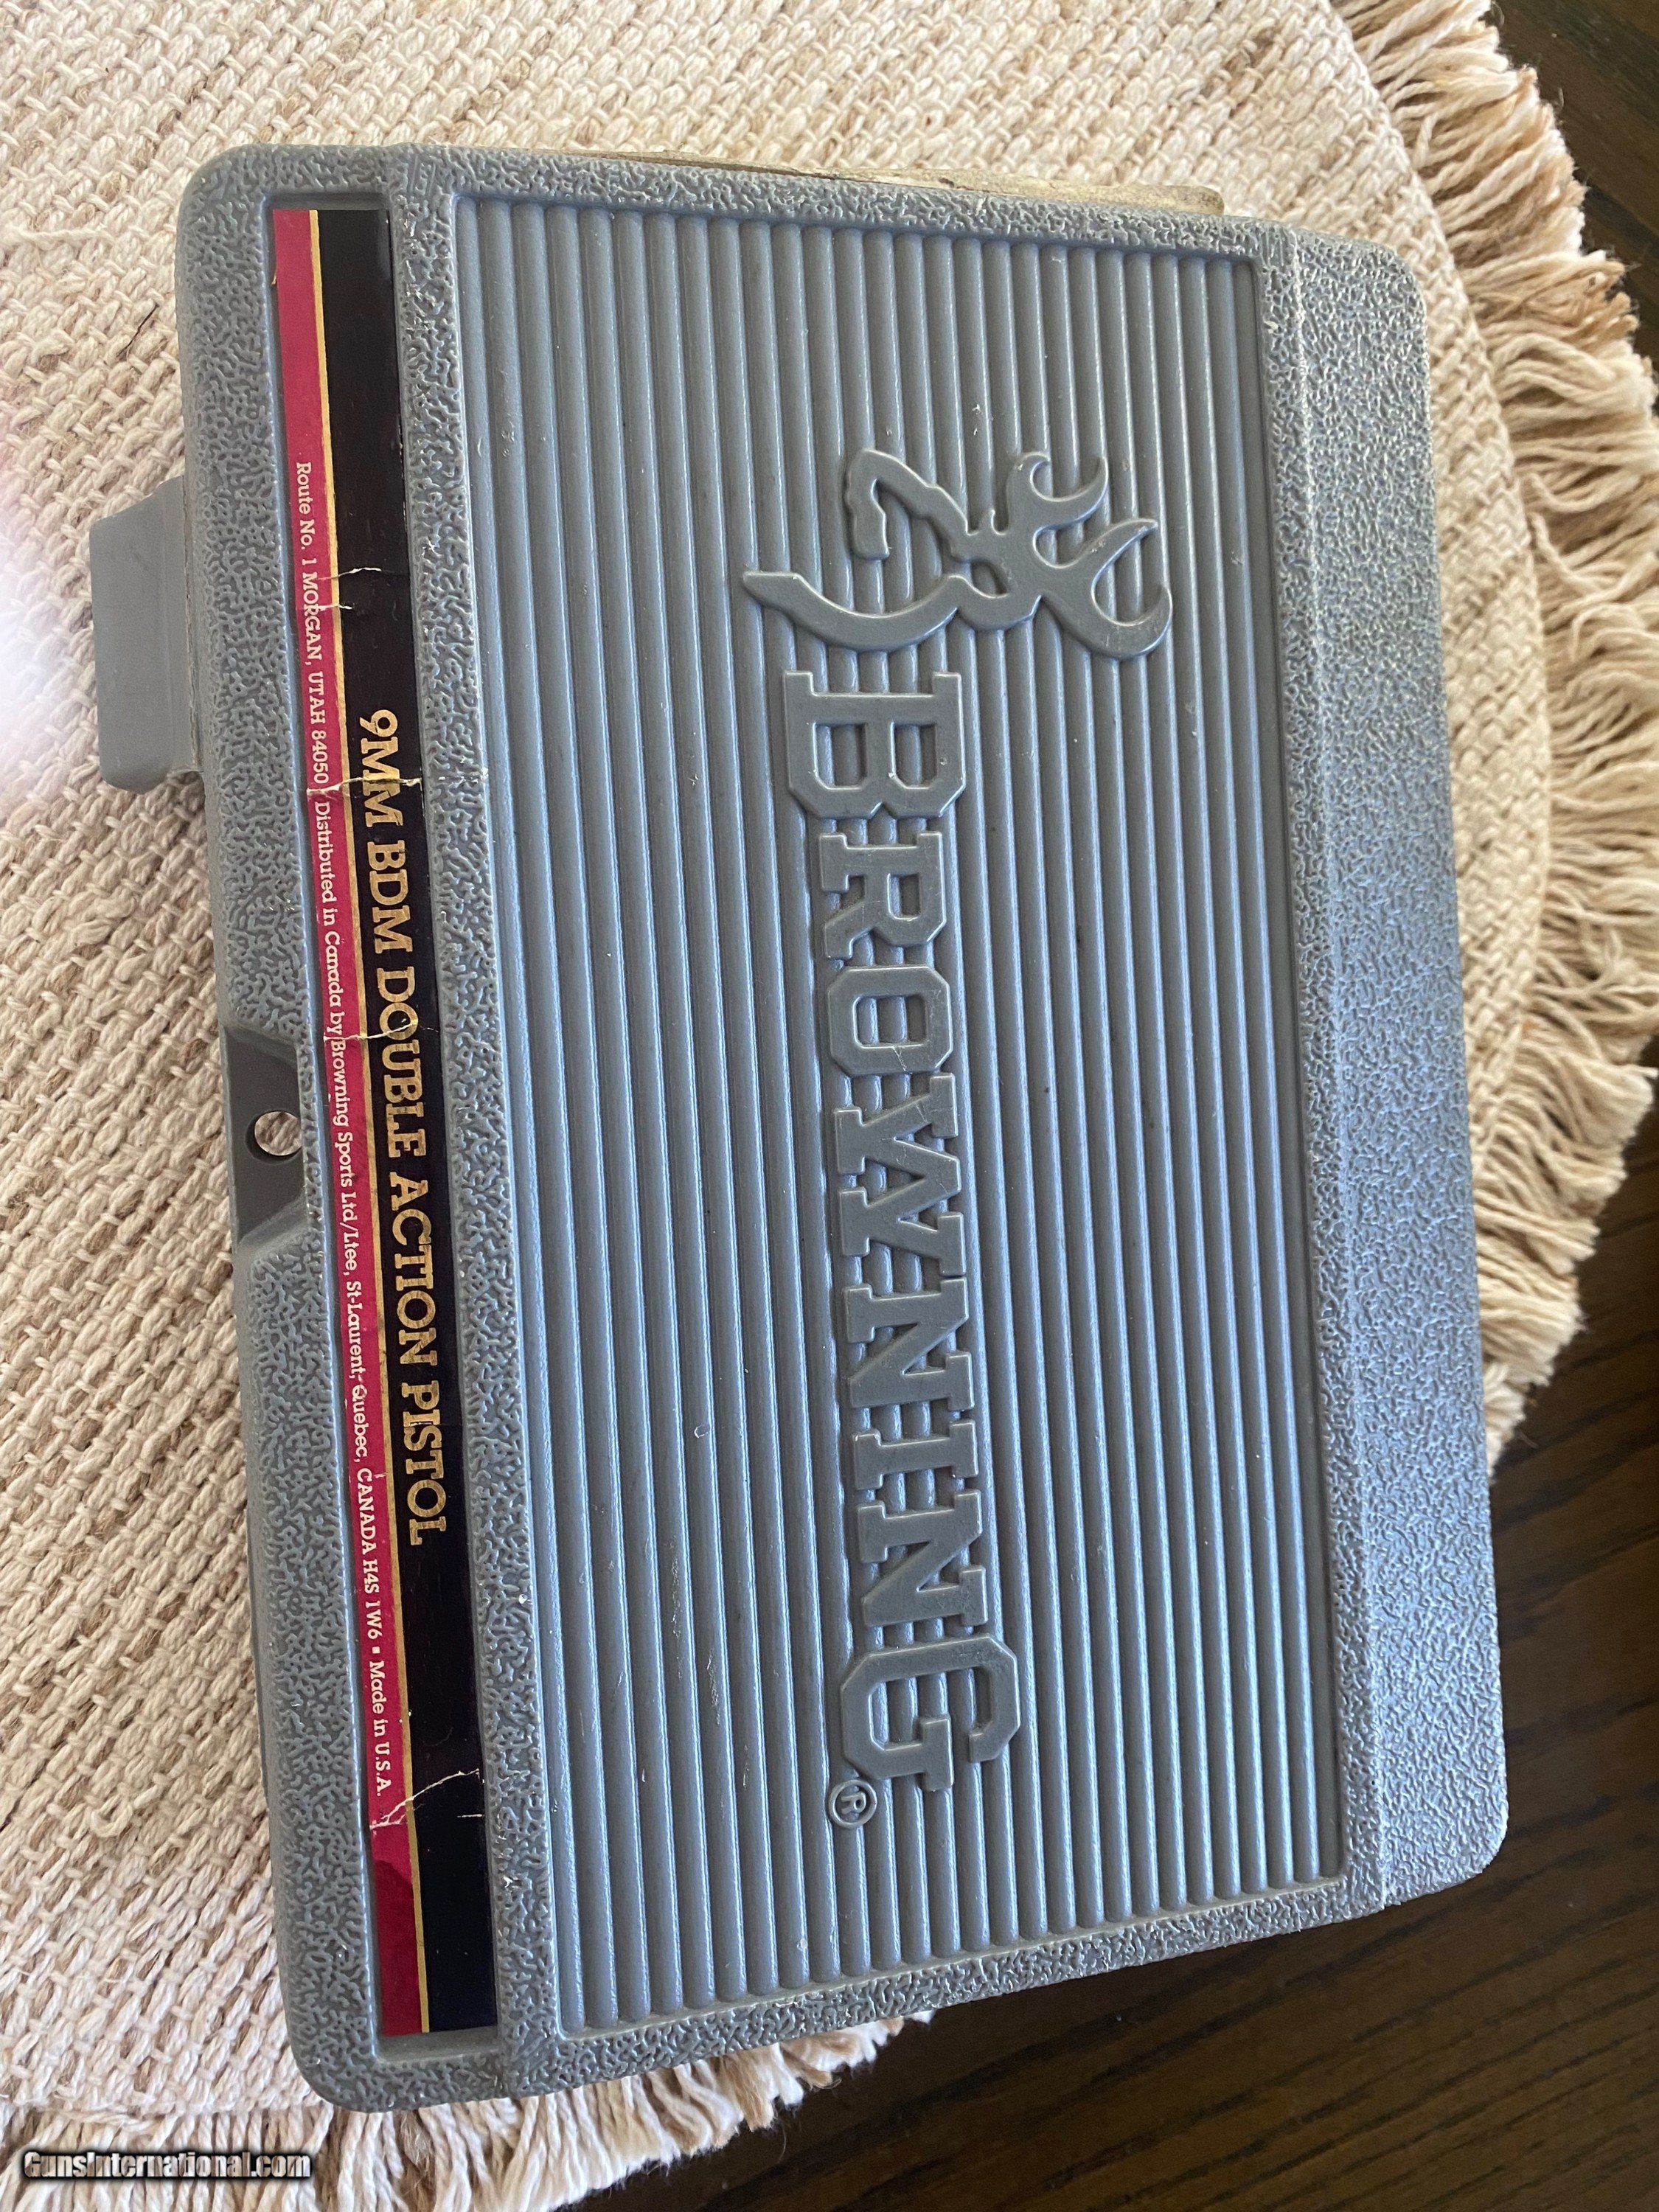 BROWNING®
9MM BDM DOUBLE ACTION PISTOL
Route No. 1 MORGAN, UTAH 84050 / Distributed in Canada by Browning Sports Ltd/Ltee, St-Laurent, Quebec, CANADA H4S 1W6 ▪ Made in U.S.A.
GunsInternational.com